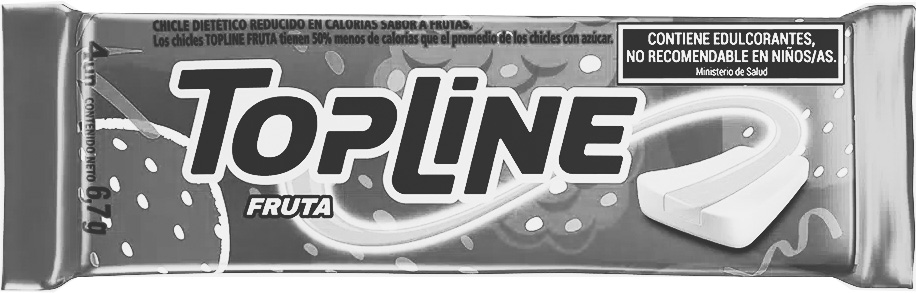 CHICLE DIETÉTICO REDUCIDO EN CALORÍAS SABOR A FRUTAS.
Los chicles TOPLINE FRUTA tienen 50% menos de calorías que el promedio de los chicles con azúcar.
CONTIENE EDULCORANTES,
NO RECOMENDABLE EN NIÑOS/AS.
Ministerio de Salud
4 un CONTENIDO NETO 6,7 g
TOPLINE
FRUTA